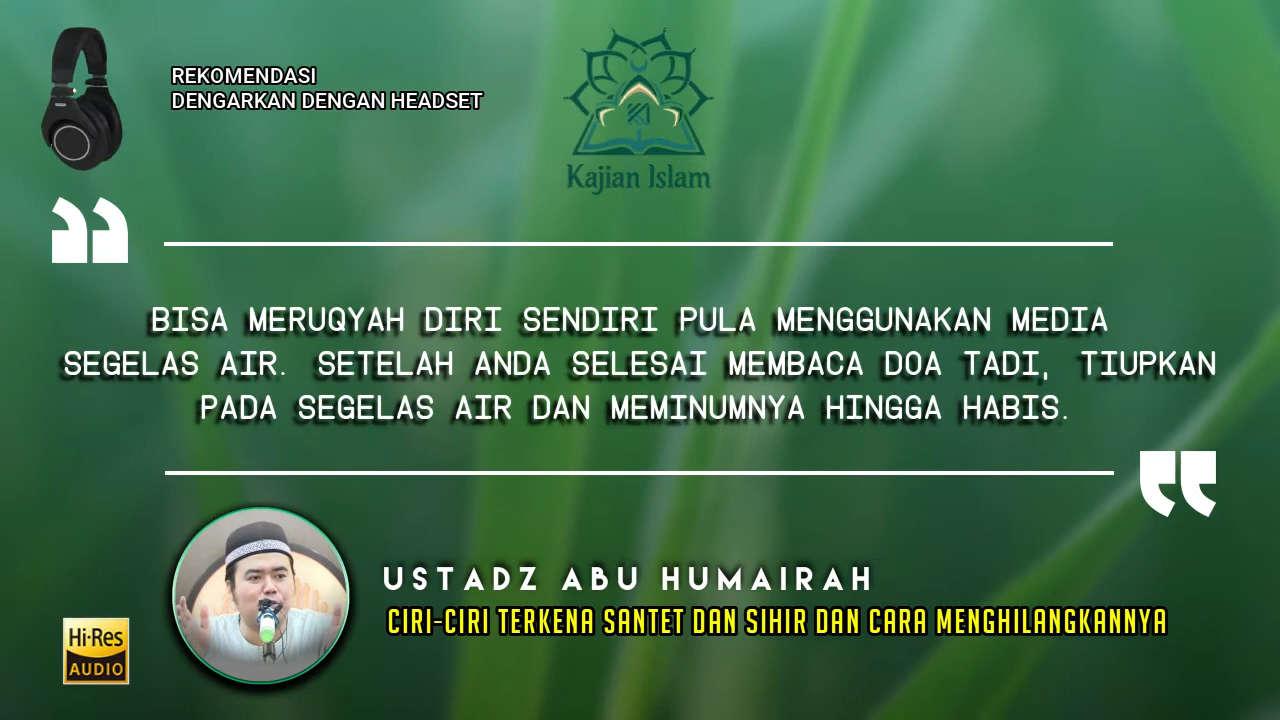 REKOMENDASI
DENGARKAN DENGAN HEADSET
Kajian Islam
BISA MERUQYAH DIRI SENDIRI PULA MENGGUNAKAN MEDIA
SEGELAS AIR. SETELAH ANDA SELESAI MEMBACA DOA TADI, TIUPKAN
PADA SEGELAS AIR DAN MEMINUMNYA HINGGA HABIS.
USTADZ ABU HUMAIRAH
CIRI-CIRI TERKENA SANTET DAN SIHIR DAN CARA MENGHILANGKANNYA
Hi-Res
AUDIO